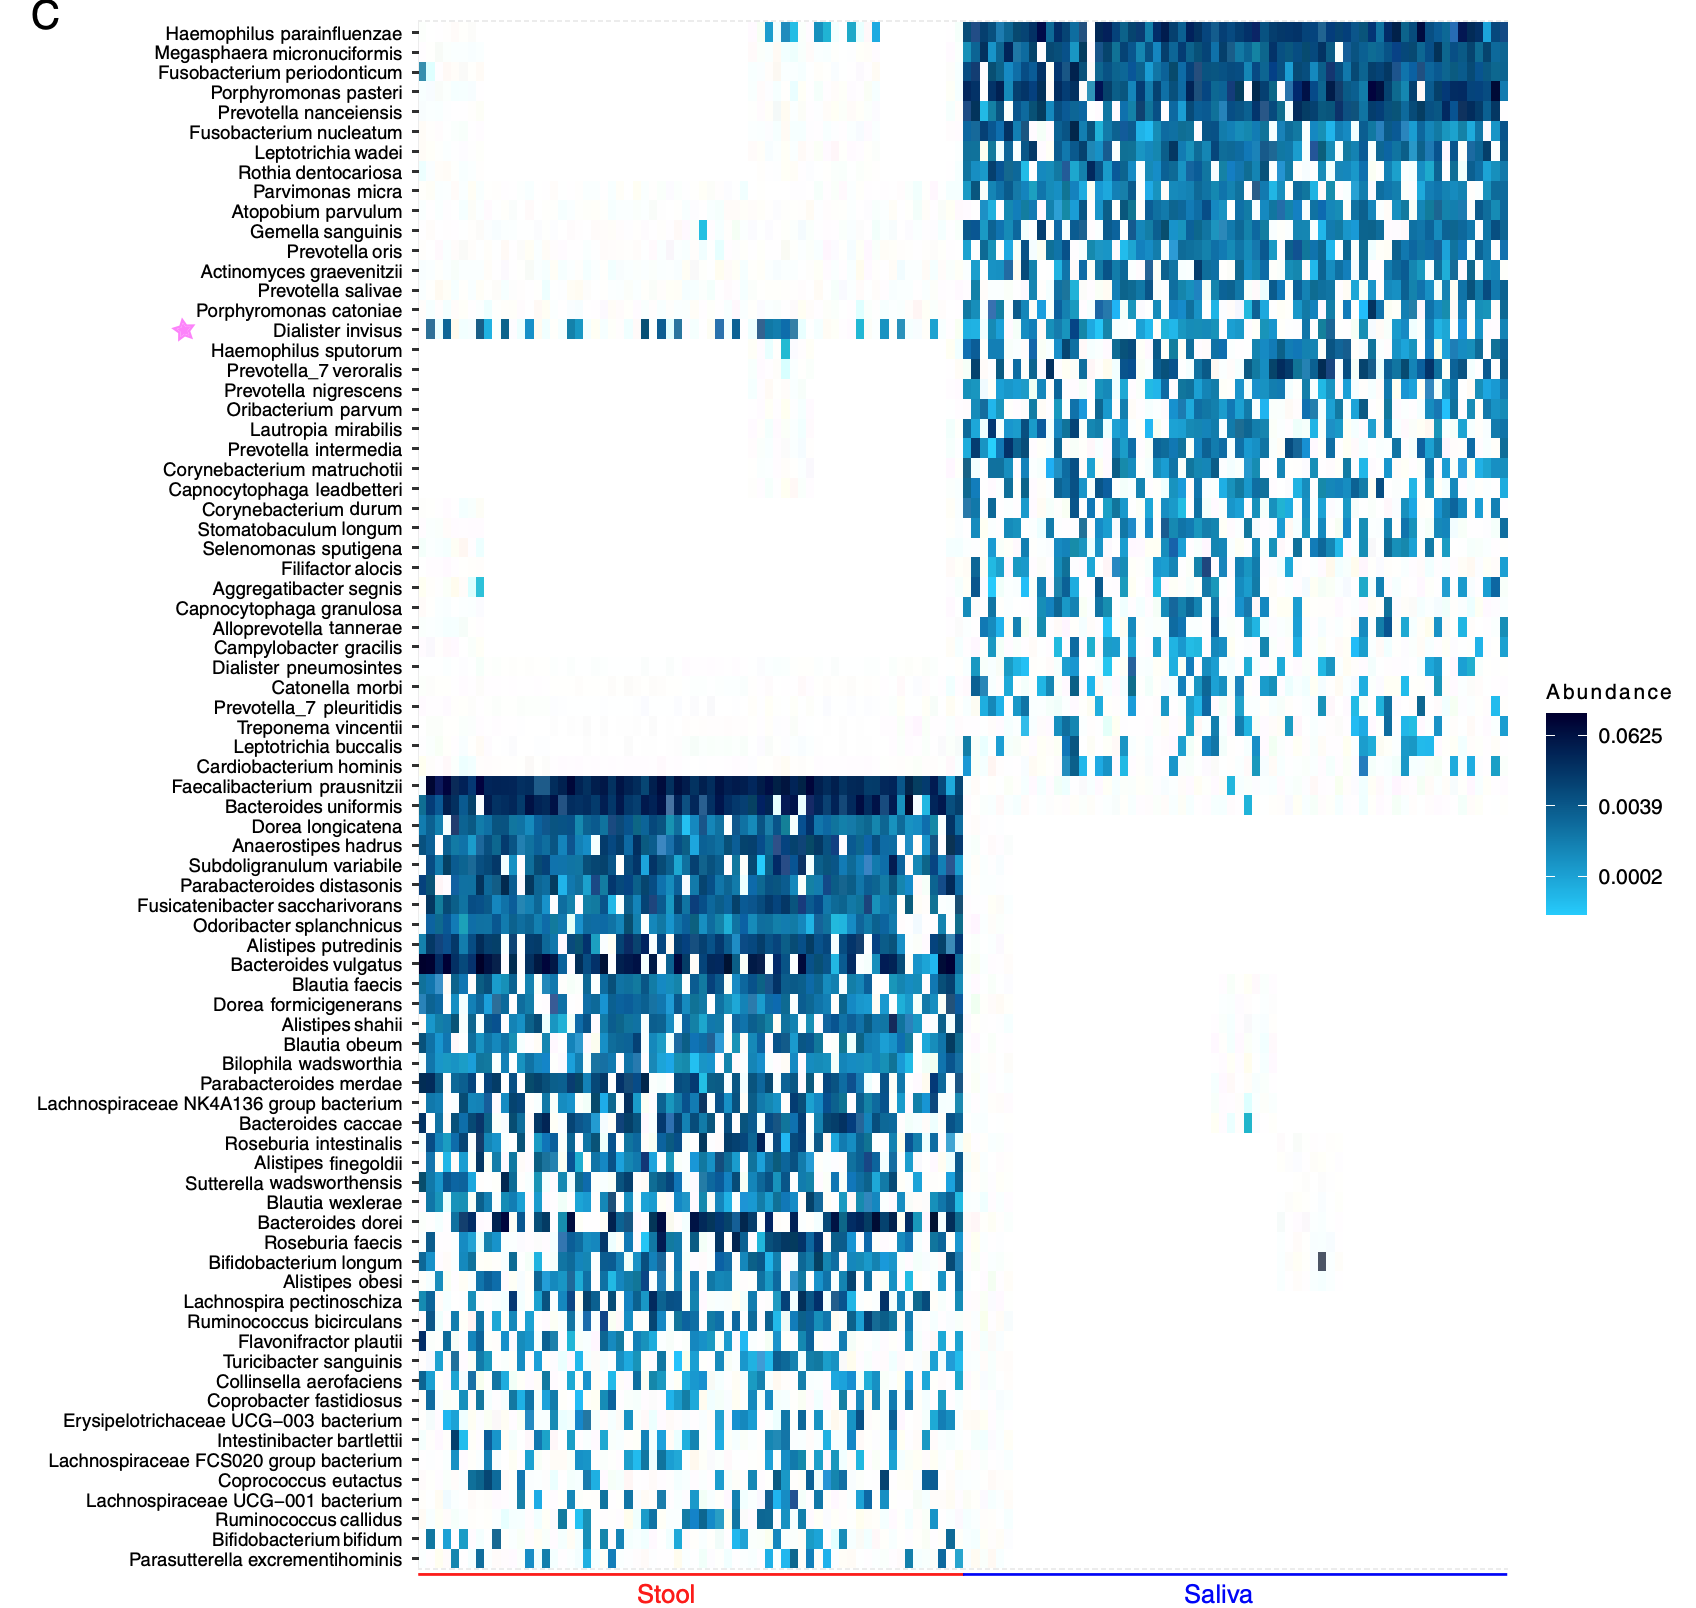 C
Haemophilus parainfluenzae
Megasphaera micronuciformis
Fusobacterium periodonticum
Porphyromonas pasteri
Prevotella nanceiensis
Fusobacterium nucleatum
Leptotrichia wadei
Rothia dentocariosa
Parvimonas micra
Atopobium parvulum
Gemella sanguinis
Prevotella oris
Actinomyces graevenitzii
Prevotella salivae
Porphyromonas catoniae
Dialister invisus
Haemophilus sputorum
Prevotella_7 veroralis
Prevotella nigrescens
Oribacterium parvum
Lautropia mirabilis
Prevotella intermedia
Corynebacterium matruchotii
Capnocytophaga leadbetteri
Corynebacterium durum
Stomatobaculum longum
Selenomonas sputigena
Filifactor alocis
Aggregatibacter segnis
Capnocytophaga granulosa
Alloprevotella tannerae
Campylobacter gracilis
Dialister pneumosintes
Catonella morbi
Prevotella_7 pleuritidis
Treponema vincentii
Leptotrichia buccalis
Cardiobacterium hominis
Faecalibacterium prausnitzii
Bacteroides uniformis
Dorea longicatena
Anaerostipes hadrus
Subdoligranulum variabile
Parabacteroides distasonis
Fusicatenibacter saccharivorans
Odoribacter splanchnicus
Alistipes putredinis
Bacteroides vulgatus
Blautia faecis
Dorea formicigenerans
Alistipes shahii
Blautia obeum
Bilophila wadsworthia
Parabacteroides merdae
Lachnospiraceae NK4A136 group bacterium
Bacteroides caccae
Roseburia intestinalis
Alistipes finegoldii
Sutterella wadsworthensis
Blautia wexlerae
Bacteroides dorei
Roseburia faecis
Bifidobacterium longum
Alistipes obesi
Lachnospira pectinoschiza
Ruminococcus bicirculans
Flavonifractor plautii
Turicibacter sanguinis
Collinsella aerofaciens
Coprobacter fastidiosus
Erysipelotrichaceae UCG−003 bacterium
Intestinibacter bartlettii
Lachnospiraceae FCS020 group bacterium
Coprococcus eutactus
Lachnospiraceae UCG−001 bacterium
Ruminococcus callidus
Bifidobacterium bifidum
Parasutterella excrementihominis
Stool
Saliva
Abundance
0.0625
0.0039
0.0002